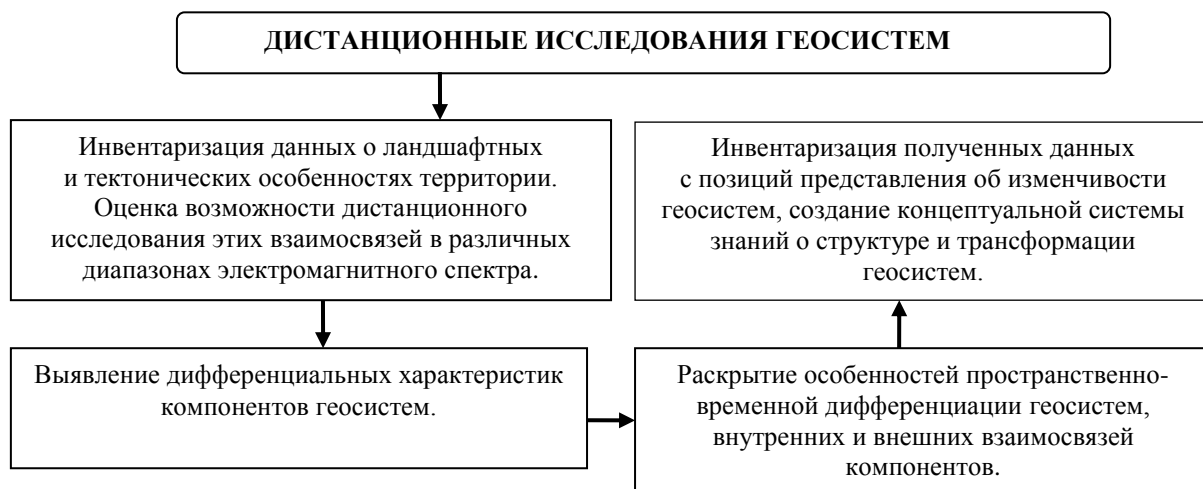 ДИСТАНЦИОННЫЕ ИССЛЕДОВАНИЯ ГЕОСИСТЕМ
Инвентаризация данных о ландшафтных
и тектонических особенностях территории.
Оценка возможности дистанционного
исследования этих взаимосвязей в различных
диапазонах электромагнитного спектра.
Выявление дифференциальных характеристик
компонентов геосистем.
Раскрытие особенностей пространственно-
временной дифференциации геосистем,
внутренних и внешних взаимосвязей
компонентов.
Инвентаризация полученных данных
с позиций представления об изменчивости
геосистем, создание концептуальной системы
знаний о структуре и трансформации
геосистем.